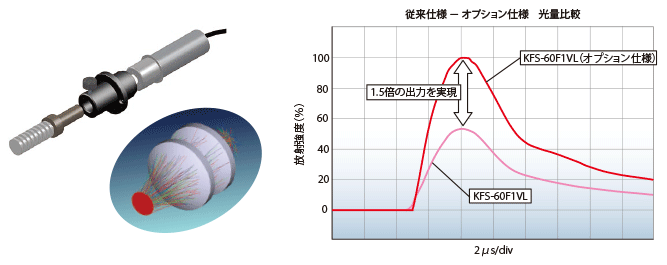 従来仕様 － オプション仕様　光量比較
放射強度（％）
100
80
60
40
20
0
KFS-60F1VL（オプション仕様）
1.5倍の出力を実現
KFS-60F1VL
2μs/div